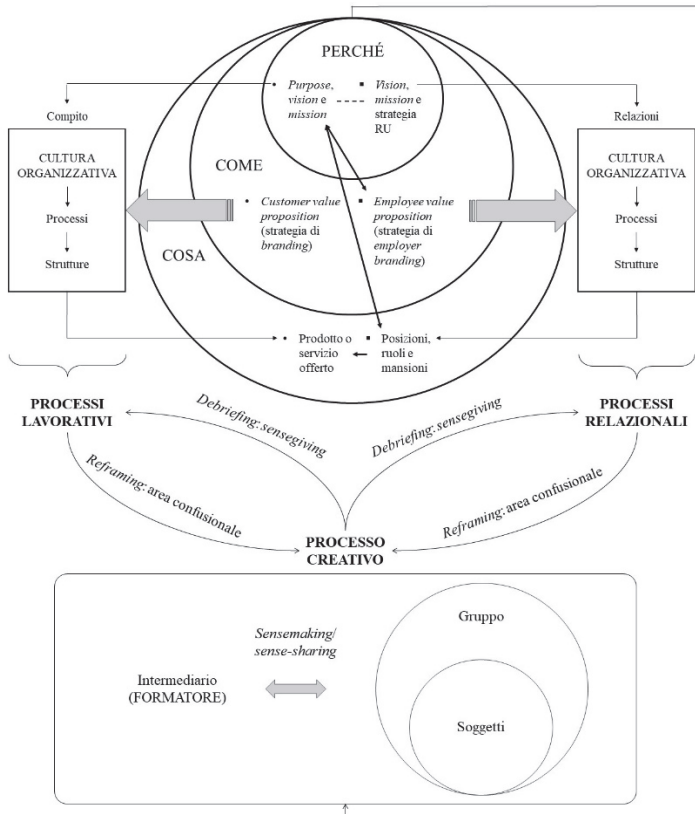 PERCHÉ
• Purpose, vision e mission
▪ Vision, mission e strategia RU
Compito
Relazioni
CULTURA
ORGANIZZATIVA
Processi
Strutture
COME
• Customer value
proposition
(strategia di
branding)
▪ Employee value
proposition
(strategia di
employer
branding)
COSA
CULTURA
ORGANIZZATIVA
Processi
Strutture
• Prodotto o
servizio
offerto
▪ Posizioni,
ruoli e
mansioni
PROCESSI
LAVORATIVI
Debriefing: sensegiving
Debriefing: sensegiving
PROCESSI
RELAZIONALI
Reframing: area confusionale
Reframing: area confusionale
PROCESSO
CREATIVO
Sensemaking/
sense-sharing
Intermediario
(FORMATORE)
Gruppo
Soggetti